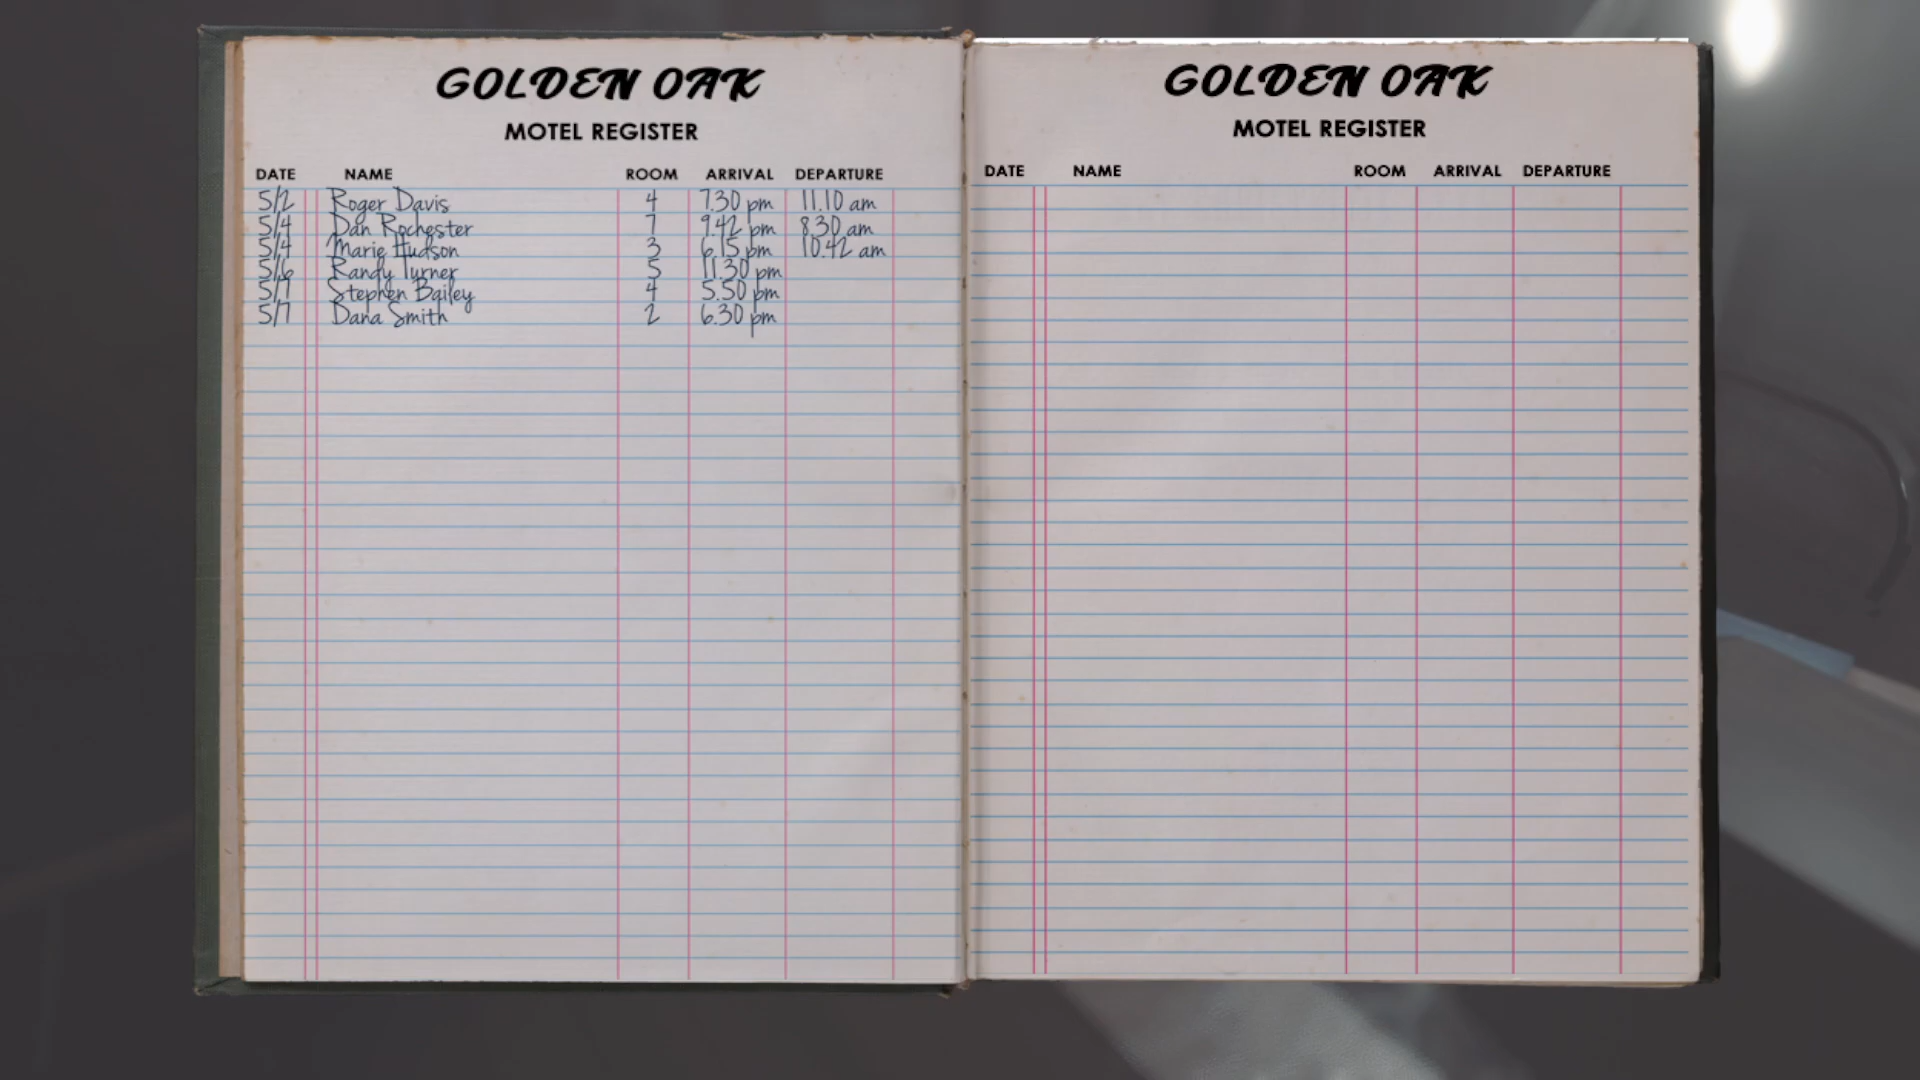 GOLDEN OAK
MOTEL REGISTER
DATE NAME ROOM ARRIVAL DEPARTURE
5/2 Roger Davis 4 7.30 pm 11.10 am
5/4 Dan Rochester 7 9.42 pm 8.30 am
5/4 Marie Hudson 3 6.15 pm 10.42 am
5/6 Randy Turner 5 11.30 pm
5/7 Stephen Bailey 4 5.50 pm
5/7 Dana Smith 2 6.30 pm
GOLDEN OAK
MOTEL REGISTER
DATE NAME ROOM ARRIVAL DEPARTURE